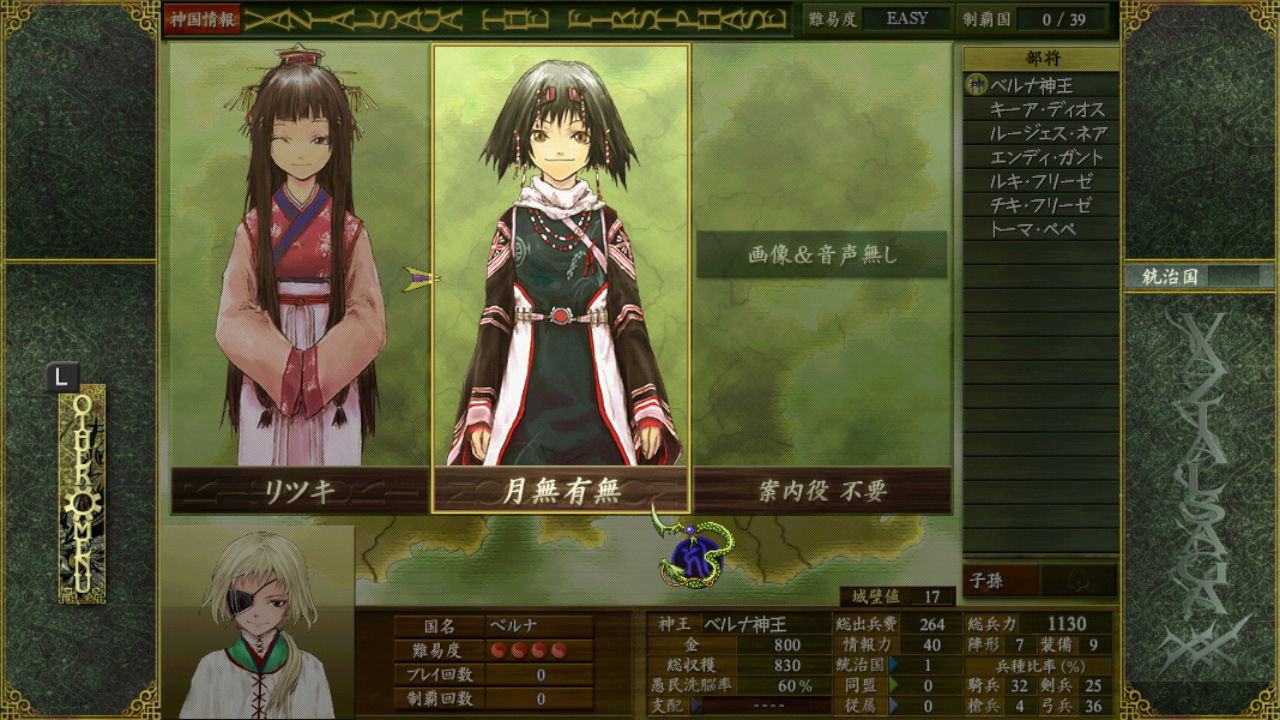 神国情報
XZIALSAGA THE FIRST PHASE
難易度 EASY
制覇国 0 / 39
部将
神 ベルナ神王
キーア・ディオス
ルージェス・ネア
エンディ・ガント
ルキ・フリーゼ
チキ・フリーゼ
トーマ・ペペ
画像&音声無し
統治国
L
OTHER MENU
XZIALSAGA
リツキ
月無有無
案内役 不要
子孫
城壁値 17
国名 ベルナ
難易度
プレイ回数 0
制覇回数 0
神王 ベルナ神王 総出兵費 264 総兵力 1130
金 800 情報力 40 陣形 7 装備 9
総収穫 830 統治国 1 兵種比率(%)
愚民洗脳率 60% 同盟 0 騎兵 32 剣兵 25
支配 ---- 従属 0 槍兵 4 弓兵 36